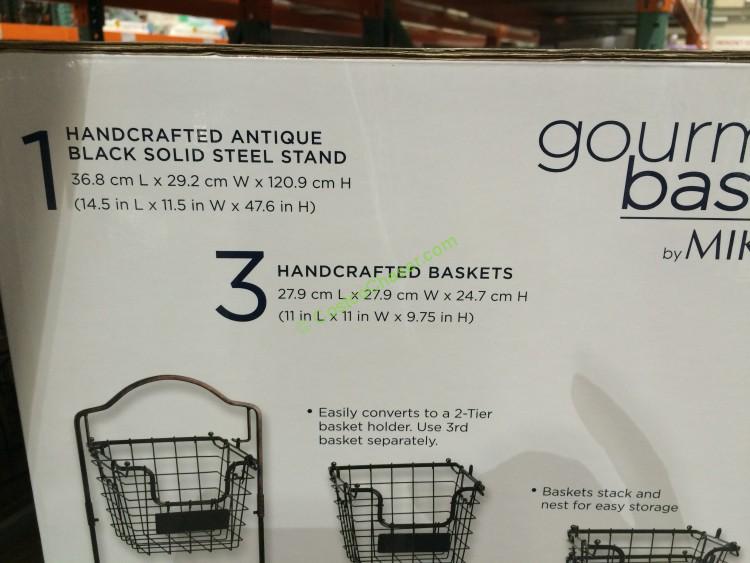 1 HANDCRAFTED ANTIQUE
BLACK SOLID STEEL STAND
36.8 cm L x 29.2 cm W x 120.9 cm H
(14.5 in L x 11.5 in W x 47.6 in H)
gourm
bas
by MIK
3 HANDCRAFTED BASKETS
27.9 cm L x 27.9 cm W x 24.7 cm H
(11 in L x 11 in W x 9.75 in H)
© CostcoChaser.com
• Easily converts to a 2-Tier
basket holder. Use 3rd
basket separately.
• Baskets stack and
nest for easy storage